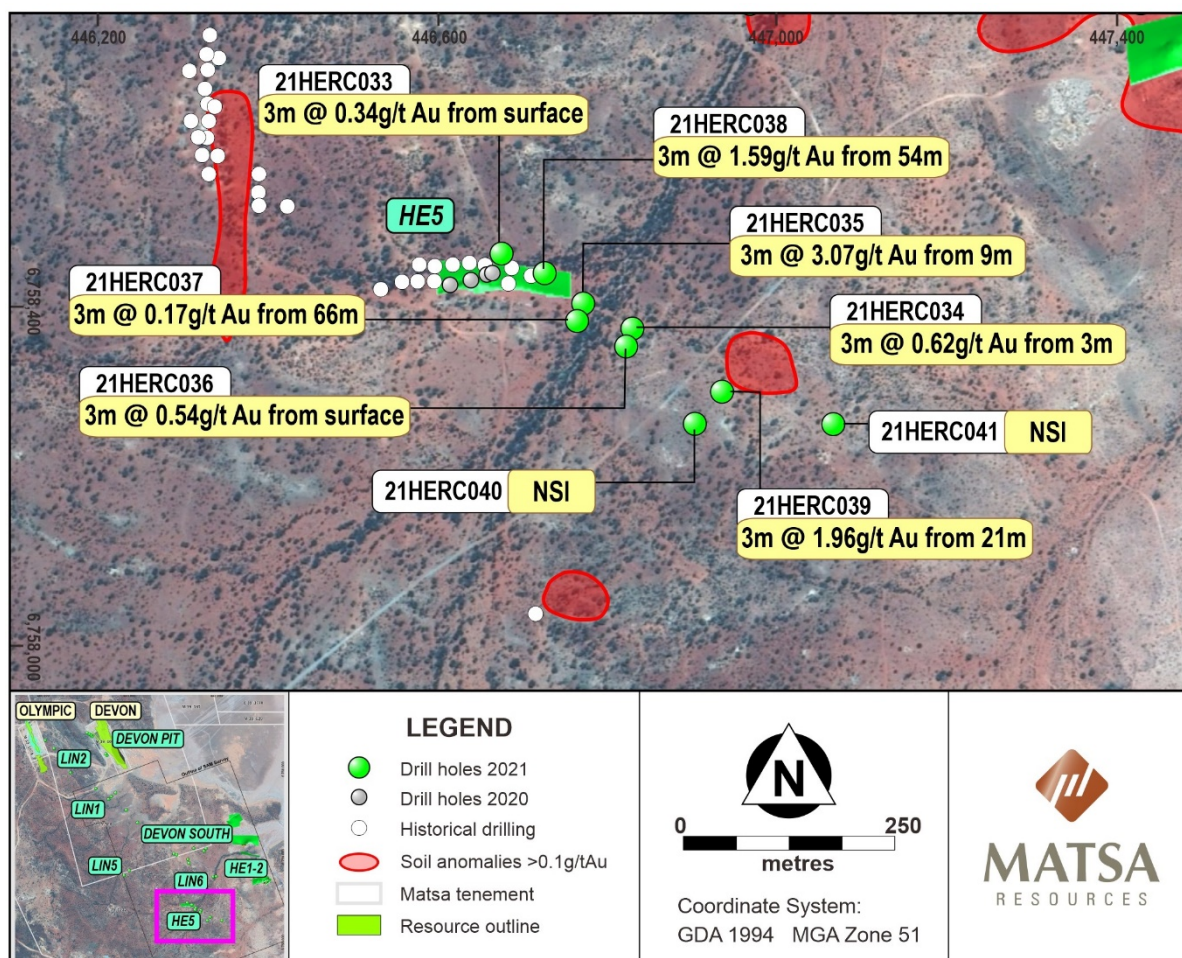 446,200
446,600
447,000
447,400
21HERC033
3m @ 0.34g/t Au from surface
21HERC038
3m @ 1.59g/t Au from 54m
HE5
21HERC035
3m @ 3.07g/t Au from 9m
21HERC037
3m @ 0.17g/t Au from 66m
6,758,400
21HERC034
3m @ 0.62g/t Au from 3m
21HERC036
3m @ 0.54g/t Au from surface
21HERC041 NSI
21HERC040 NSI
21HERC039
3m @ 1.96g/t Au from 21m
6,758,000
OLYMPIC
DEVON
DEVON PIT
LIN2
Outline of SAM Survey
LIN1
DEVON SOUTH
LIN5
LIN6
HE1-2
HE5
LEGEND
Drill holes 2021
Drill holes 2020
Historical drilling
Soil anomalies >0.1g/tAu
Matsa tenement
Resource outline
N
0 250
metres
Coordinate System:
GDA 1994 MGA Zone 51
MATSA
RESOURCES